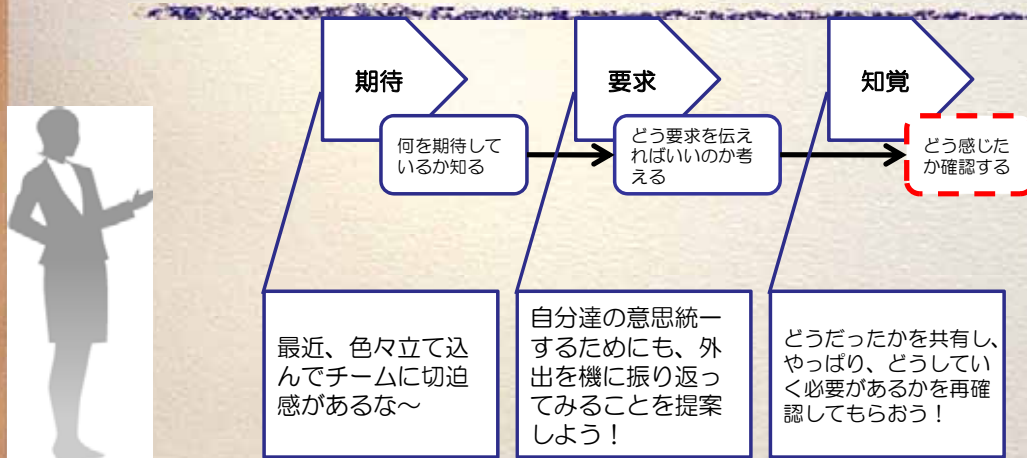 期待
要求
知覚
何を期待して
いるか知る
どう要求を伝え
ればいいのか考
える
どう感じた
か確認する
最近、色々立て込
んでチームに切迫
感があるな～
自分達の意思統一
するためにも、外
出を機に振り返っ
てみることを提案
しよう！
どうだったかを共有し、
やっぱり、どうしてい
く必要があるかを再確
認してもらおう！